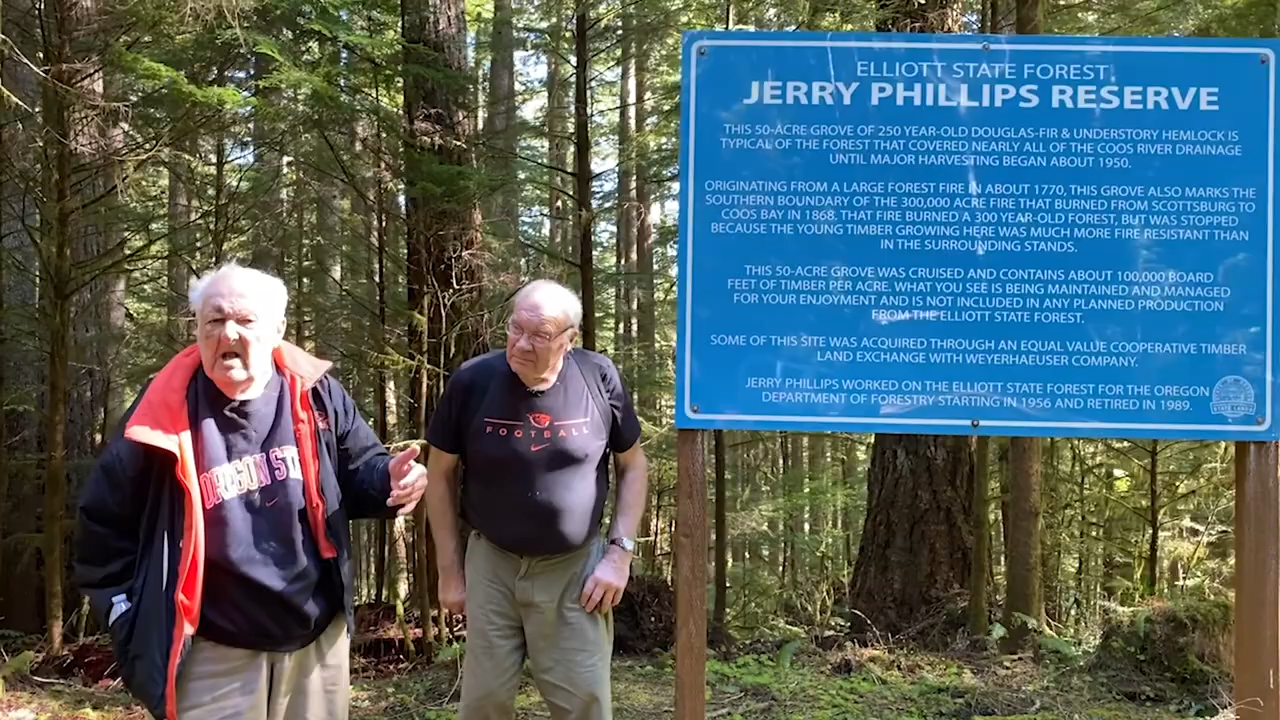 ELLIOTT STATE FOREST
JERRY PHILLIPS RESERVE
THIS 50-ACRE GROVE OF 250 YEAR-OLD DOUGLAS-FIR & UNDERSTORY HEMLOCK IS
TYPICAL OF THE FOREST THAT COVERED NEARLY ALL OF THE COOS RIVER DRAINAGE
UNTIL MAJOR HARVESTING BEGAN ABOUT 1950.
ORIGINATING FROM A LARGE FOREST FIRE IN ABOUT 1770, THIS GROVE ALSO MARKS THE
SOUTHERN BOUNDARY OF THE 300,000 ACRE FIRE THAT BURNED FROM SCOTTSBURG TO
COOS BAY IN 1868. THAT FIRE BURNED A 300 YEAR-OLD FOREST, BUT WAS STOPPED
BECAUSE THE YOUNG TIMBER GROWING HERE WAS MUCH MORE FIRE RESISTANT THAN
IN THE SURROUNDING STANDS.
THIS 50-ACRE GROVE WAS CRUISED AND CONTAINS ABOUT 100,000 BOARD
FEET OF TIMBER PER ACRE. WHAT YOU SEE IS BEING MAINTAINED AND MANAGED
FOR YOUR ENJOYMENT AND IS NOT INCLUDED IN ANY PLANNED PRODUCTION
FROM THE ELLIOTT STATE FOREST.
SOME OF THIS SITE WAS ACQUIRED THROUGH AN EQUAL VALUE COOPERATIVE TIMBER
LAND EXCHANGE WITH WEYERHAEUSER COMPANY.
JERRY PHILLIPS WORKED ON THE ELLIOTT STATE FOREST FOR THE OREGON
DEPARTMENT OF FORESTRY STARTING IN 1956 AND RETIRED IN 1989.
STATE LANDS
FOOTBALL
OREGON ST